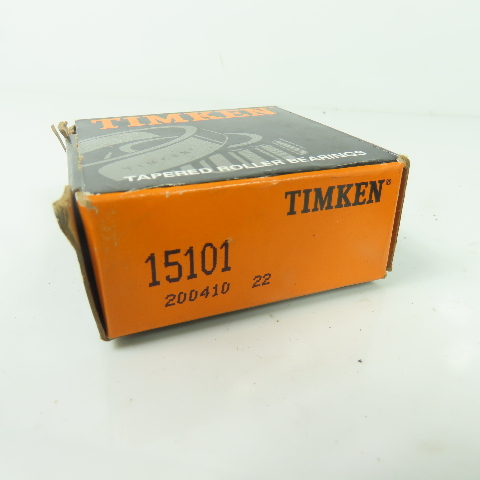 TIMKEN
TAPERED ROLLER BEARINGS
TIMKEN®
15101
200410 22